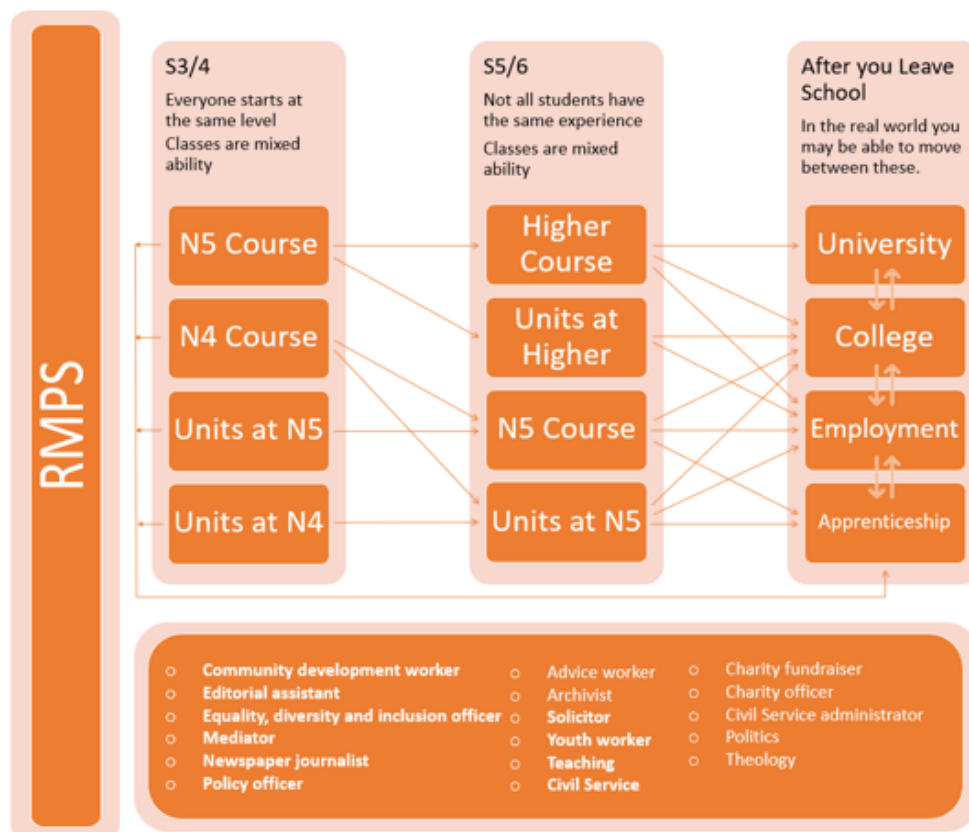 RMPS
S3/4
Everyone starts at
the same level
Classes are mixed
ability
N5 Course
N4 Course
Units at N5
Units at N4
S5/6
Not all students have
the same experience
Classes are mixed
ability
Higher
Course
Units at
Higher
N5 Course
Units at N5
After you Leave
School
In the real world you
may be able to move
between these.
University
College
Employment
Apprenticeship
Community development worker
Editorial assistant
Equality, diversity and inclusion officer
Mediator
Newspaper journalist
Policy officer
Advice worker
Archivist
Solicitor
Youth worker
Teaching
Civil Service
Charity fundraiser
Charity officer
Civil Service administrator
Politics
Theology